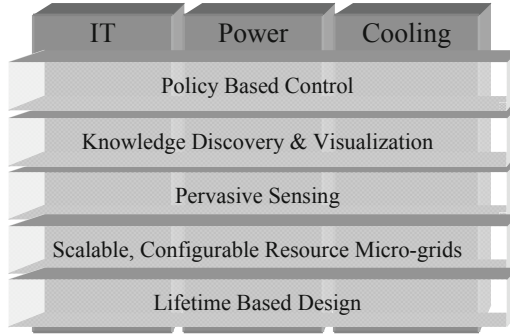 IT Power Cooling
Policy Based Control
Knowledge Discovery & Visualization
Pervasive Sensing
Scalable, Configurable Resource Micro-grids
Lifetime Based Design